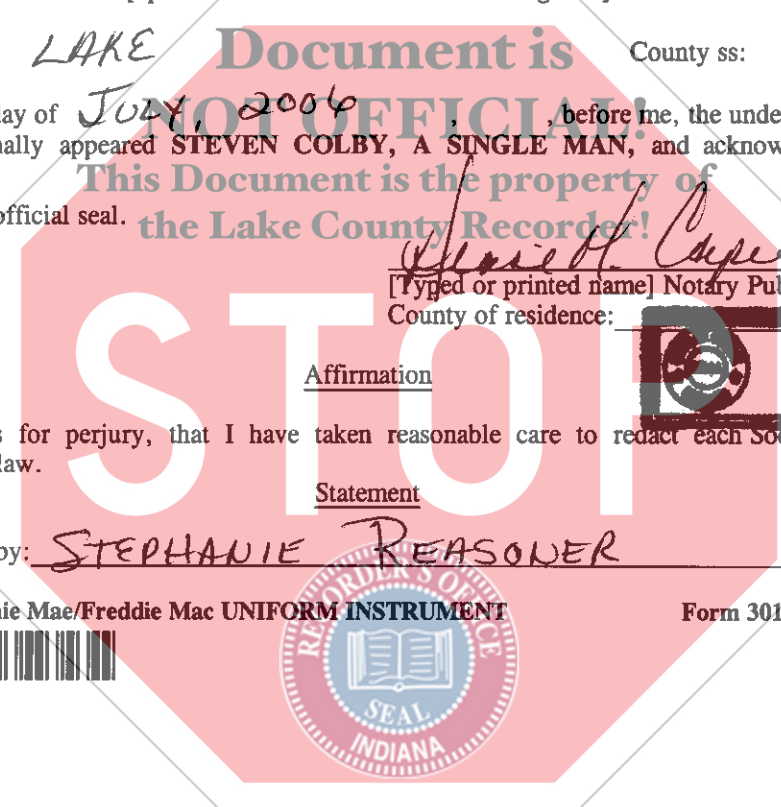 LAKE County ss:
Document is
lay of JULY, 2006 , , before me, the unde
NOT OFFICIAL!
nally appeared STEVEN COLBY, A SINGLE MAN, and acknow
This Document is the property of
official seal.
the Lake County Recorder!
M.
[Typed or printed name] Notary Pub
County of residence:
STOP
Affirmation
s for perjury, that I have taken reasonable care to redact each Soc
law.
Statement
by: STEPHANIE REASONER
nie Mae/Freddie Mac UNIFORM INSTRUMENT Form 301
RECORDER'S OFFICE
SEAL
INDIANA